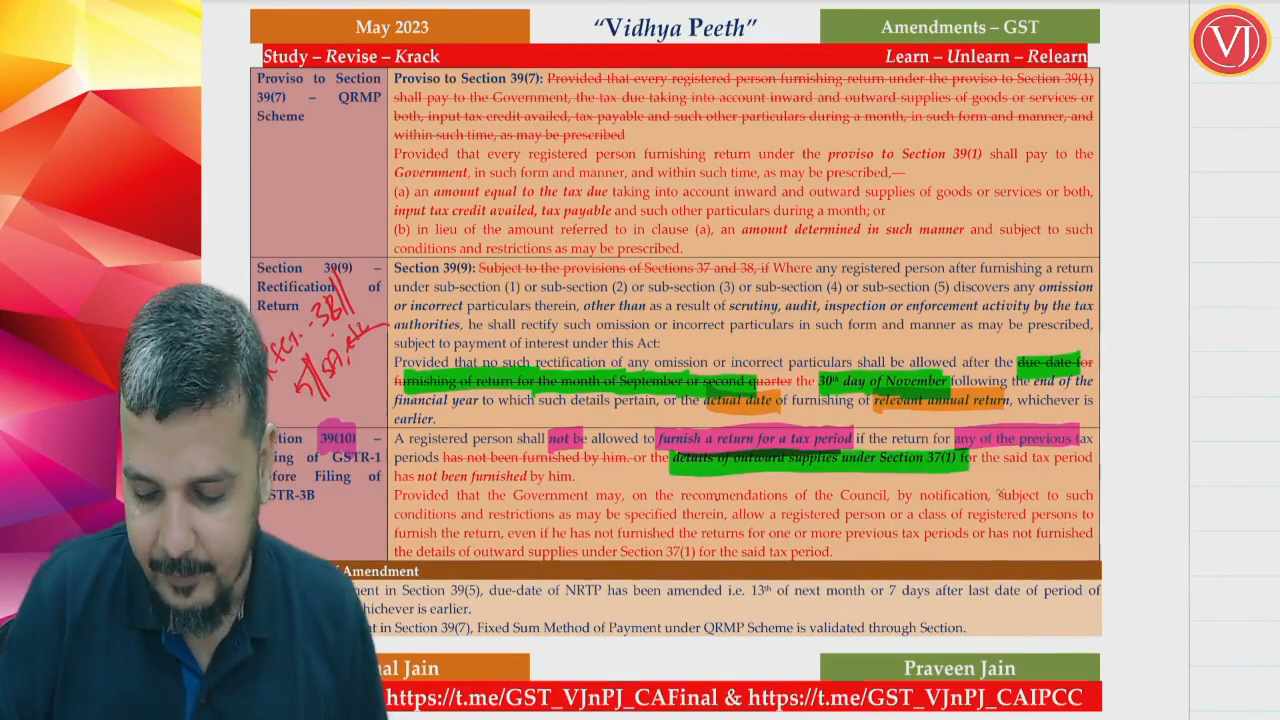 May 2023
“Vidhya Peeth”
Amendments – GST
VJ
Study – Revise – Krack
Learn – Unlearn – Relearn
Proviso to Section
39(7) – QRMP
Scheme
Proviso to Section 39(7): Provided that every registered person furnishing return under the proviso to Section 39(1)
shall pay to the Government, the tax due taking into account inward and outward supplies of goods or services or
both, input tax credit availed, tax payable and such other particulars during a month, in such form and manner, and
within such time, as may be prescribed
Provided that every registered person furnishing return under the proviso to Section 39(1) shall pay to the
Government, in such form and manner, and within such time, as may be prescribed,—
(a) an amount equal to the tax due taking into account inward and outward supplies of goods or services or both,
input tax credit availed, tax payable and such other particulars during a month; or
(b) in lieu of the amount referred to in clause (a), an amount determined in such manner and subject to such
conditions and restrictions as may be prescribed.
Section 39(9) –
Rectification of
Return
Section 39(9): Subject to the provisions of Sections 37 and 38, if Where any registered person after furnishing a return
under sub-section (1) or sub-section (2) or sub-section (3) or sub-section (4) or sub-section (5) discovers any omission
or incorrect particulars therein, other than as a result of scrutiny, audit, inspection or enforcement activity by the tax
authorities, he shall rectify such omission or incorrect particulars in such form and manner as may be prescribed,
subject to payment of interest under this Act:
Provided that no such rectification of any omission or incorrect particulars shall be allowed after the due date for
furnishing of return for the month of September or second quarter the 30th day of November following the end of the
financial year to which such details pertain, or the actual date of furnishing of relevant annual return, whichever is
earlier.
39(10) –
of GSTR-1
Filing of
A registered person shall not be allowed to furnish a return for a tax period if the return for any of the previous tax
periods has not been furnished by him. or the details of outward supplies under Section 37(1) for the said tax period
has not been furnished by him.
Provided that the Government may, on the recommendations of the Council, by notification, subject to such
conditions and restrictions as may be specified therein, allow a registered person or a class of registered persons to
furnish the return, even if he has not furnished the returns for one or more previous tax periods or has not furnished
the details of outward supplies under Section 37(1) for the said tax period.
Amendment
in Section 39(5), due-date of NRTP has been amended i.e. 13th of next month or 7 days after last date of period of
whichever is earlier.
in Section 39(7), Fixed Sum Method of Payment under QRMP Scheme is validated through Section.
Jain
Praveen Jain
https://t.me/GST_VJnPJ_CAFinal & https://t.me/GST_VJnPJ_CAIPCC